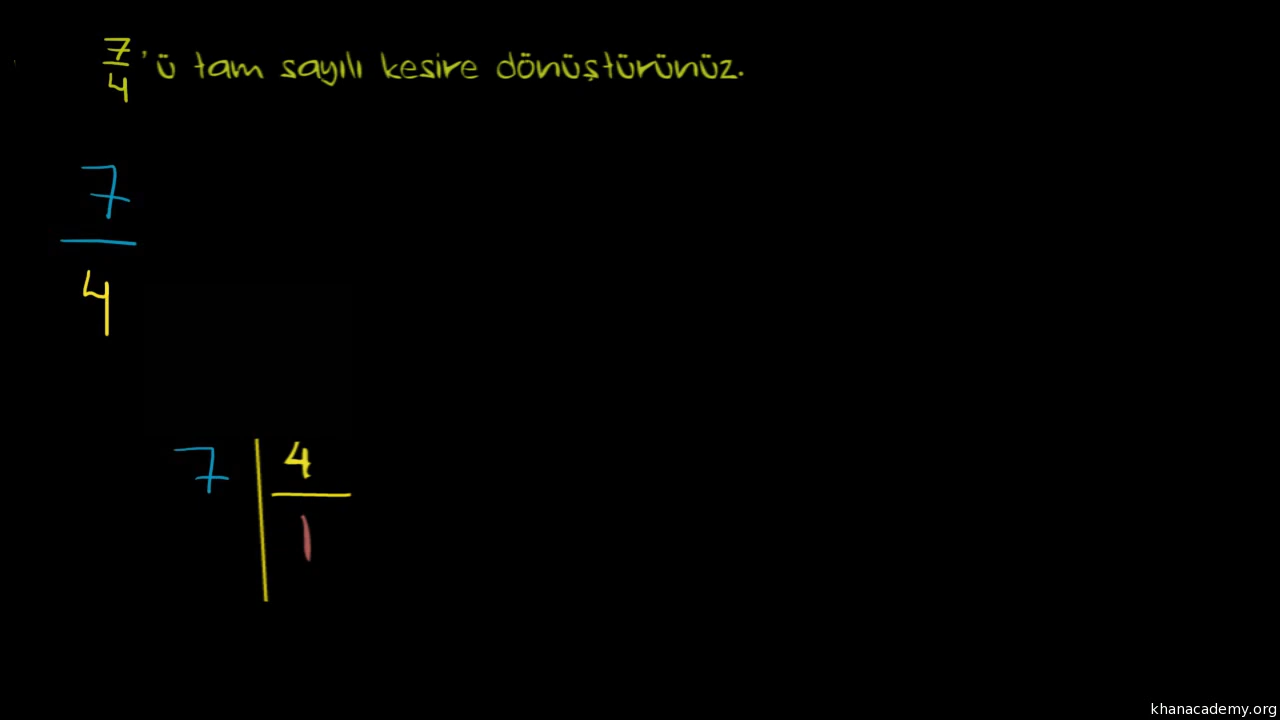 7/4 'ü tam sayılı kesire dönüştürünüz.
7
4
7 4
1
khanacademy.org